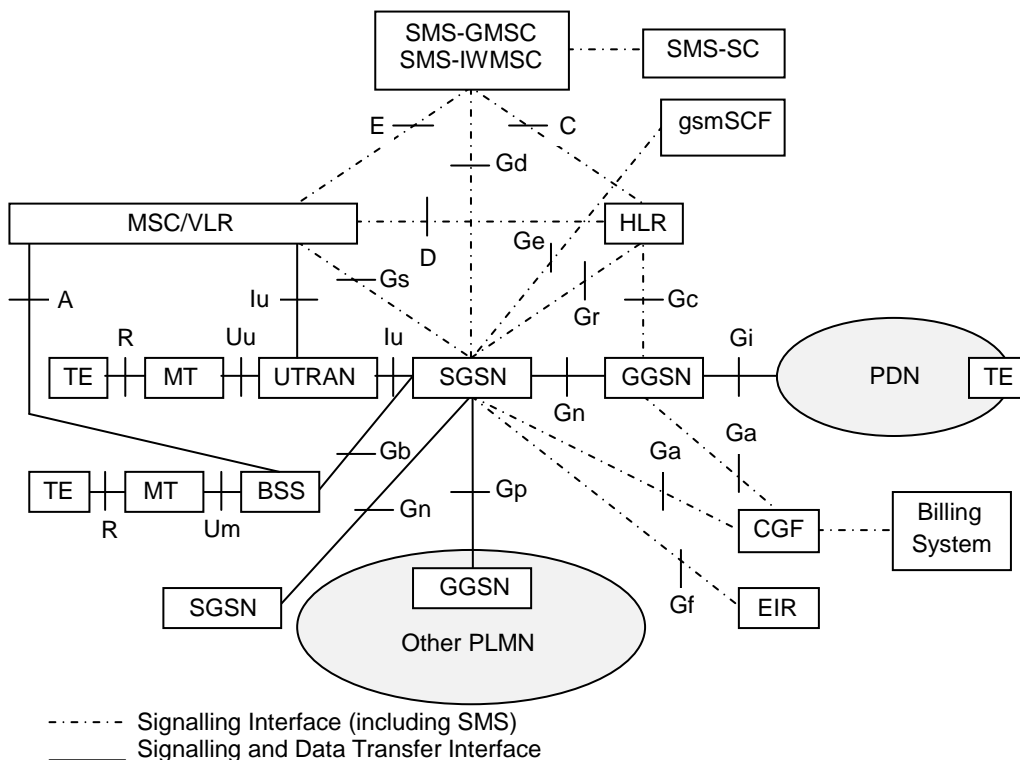 SMS-GMSC
SMS-IWMSC
SMS-SC
gsmSCF
E
C
Gd
MSC/VLR
HLR
D
Ge
Gs
Gr
Gc
A
Iu
R
Uu
Iu
Gi
TE
MT
UTRAN
SGSN
GGSN
PDN
TE
Gn
Ga
Ga
Gb
TE
MT
BSS
Gn
Gp
R
Um
CGF
Billing
System
SGSN
GGSN
Gf
EIR
Other PLMN
Signalling Interface (including SMS)
Signalling and Data Transfer Interface